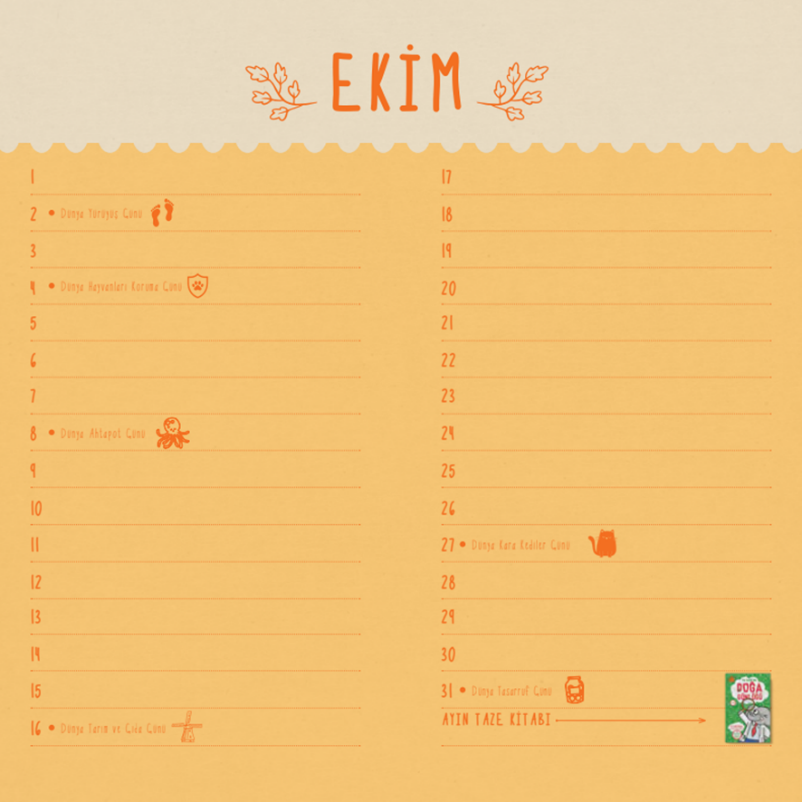 EKİM
1
2 • Dünya Yürüyüş Günü
3
4 • Dünya Hayvanları Koruma Günü
5
6
7
8 • Dünya Ahtapot Günü
9
10
11
12
13
14
15
16 • Dünya Tarım ve Gıda Günü
17
18
19
20
21
22
23
24
25
26
27 • Dünya Kara Kediler Günü
28
29
30
31 • Dünya Tasarruf Günü
AYIN TAZE KİTABI
DOĞA